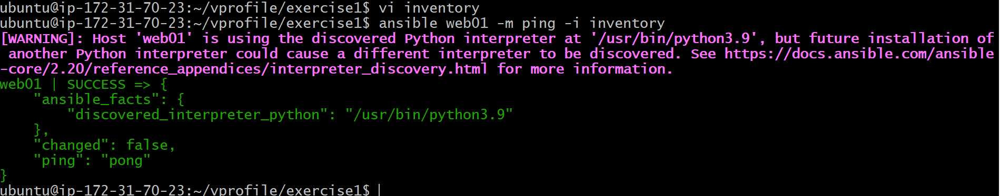 ubuntu@ip-172-31-70-23:~/vprofile/exercise1$ vi inventory
ubuntu@ip-172-31-70-23:~/vprofile/exercise1$ ansible web01 -m ping -i inventory
[WARNING]: Host 'web01' is using the discovered Python interpreter at '/usr/bin/python3.9', but future installation of
 another Python interpreter could cause a different interpreter to be discovered. See https://docs.ansible.com/ansible
-core/2.20/reference_appendices/interpreter_discovery.html for more information.
web01 | SUCCESS => {
    "ansible_facts": {
        "discovered_interpreter_python": "/usr/bin/python3.9"
    },
    "changed": false,
    "ping": "pong"
}
ubuntu@ip-172-31-70-23:~/vprofile/exercise1$